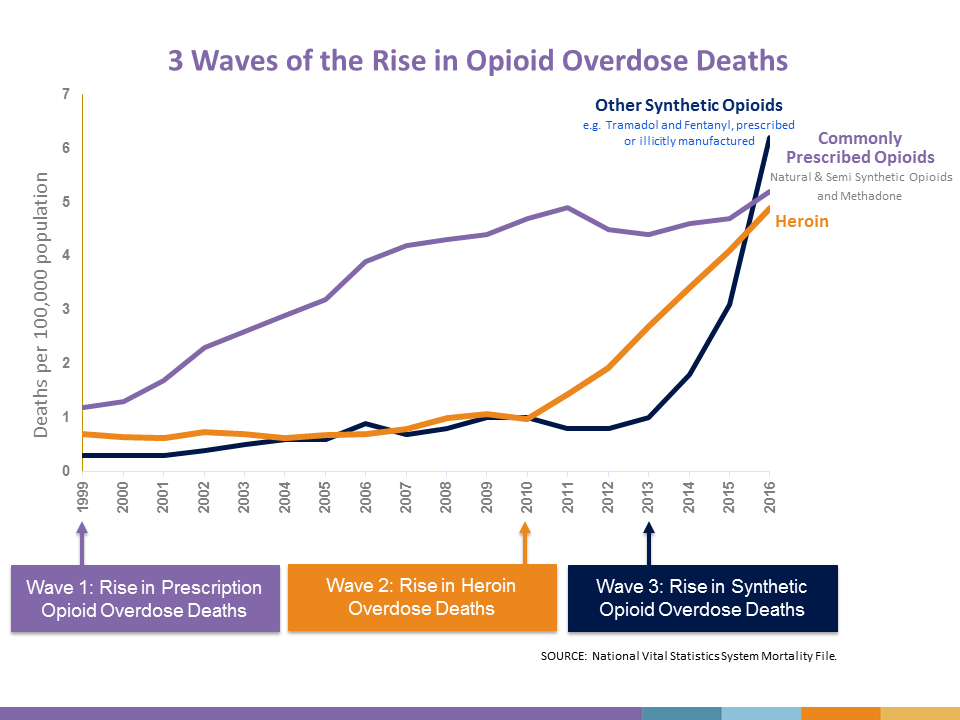 3 Waves of the Rise in Opioid Overdose Deaths
7
6
5
4
3
2
1
0
Deaths per 100,000 population
Other Synthetic Opioids
e.g. Tramadol and Fentanyl, prescribed
or illicitly manufactured
Commonly
Prescribed Opioids
Natural & Semi Synthetic Opioids
and Methadone
Heroin
1999
2000
2001
2002
2003
2004
2005
2006
2007
2008
2009
2010
2011
2012
2013
2014
2015
2016
Wave 1: Rise in Prescription
Opioid Overdose Deaths
Wave 2: Rise in Heroin
Overdose Deaths
Wave 3: Rise in Synthetic
Opioid Overdose Deaths
SOURCE: National Vital Statistics System Mortality File.